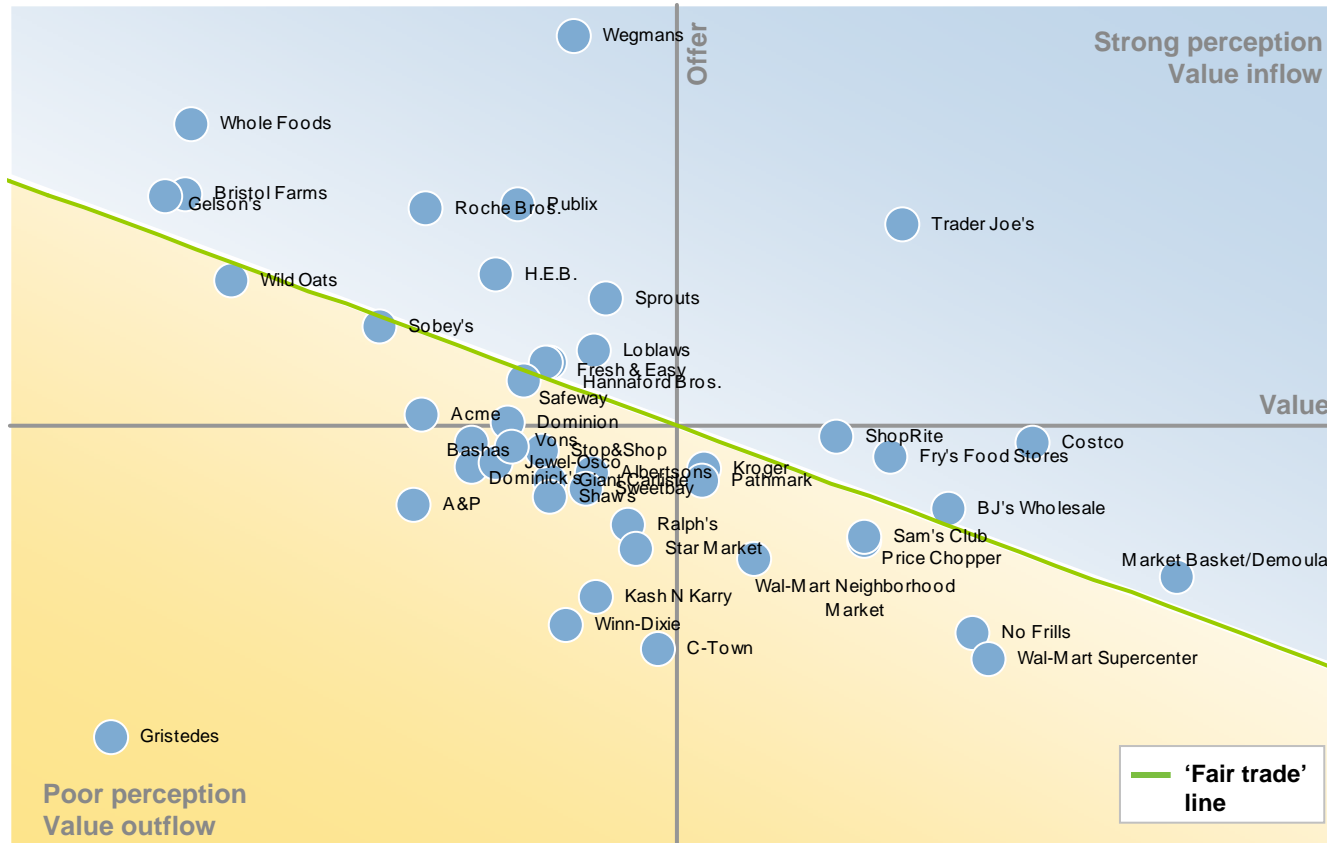 Wegmans
Offer
Strong perception
Value inflow
Whole Foods
Bristol Farms
Gelson's
Roche Bros.
Publix
Trader Joe's
Wild Oats
H.E.B.
Sprouts
Sobey's
Loblaws
Fresh & Easy
Hannaford Bros.
Safeway
Value
Acme
Dominion
ShopRite
Costco
Vons
Bashas
Stop&Shop
Fry's Food Stores
Jewel-Osco
Albertsons
Kroger
Dominick's
Giant Carlisle
Pathmark
Sweetbay
Shaw's
A&P
BJ's Wholesale
Ralph's
Sam's Club
Star Market
Price Chopper
Market Basket/Demoula
Wal-Mart Neighborhood
Market
Kash N Karry
Winn-Dixie
No Frills
C-Town
Wal-Mart Supercenter
Gristedes
Poor perception
Value outflow
‘Fair trade’
line